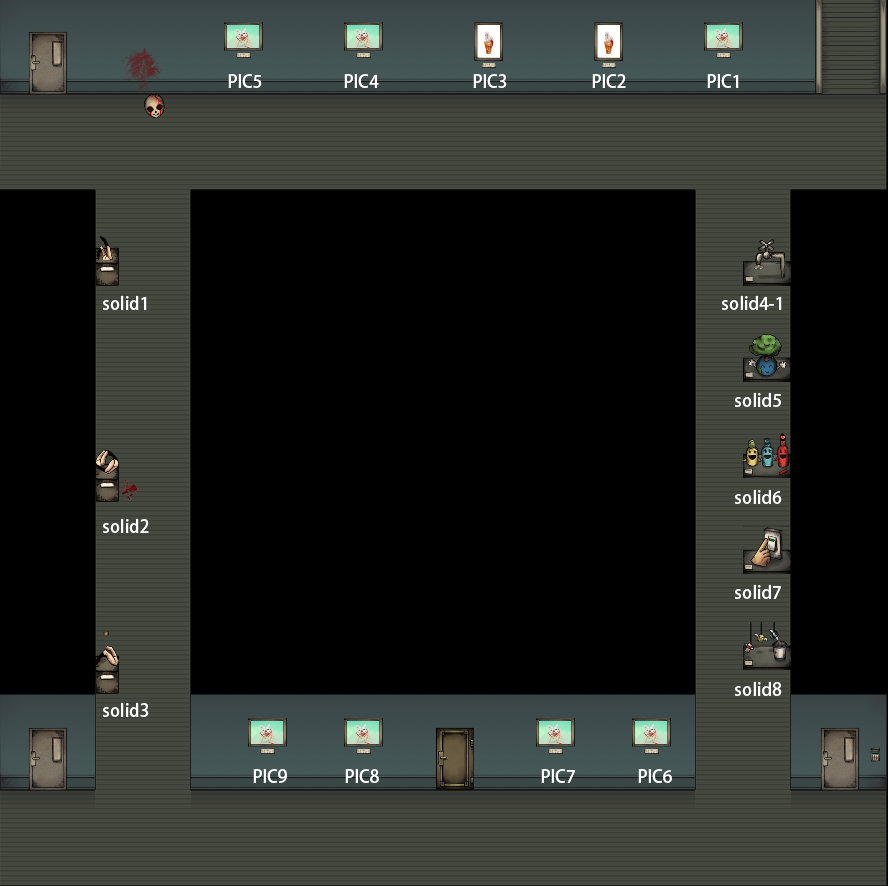 PIC5 PIC4 PIC3 PIC2 PIC1
solid1 solid4-1
solid5
solid6
solid2
solid7
solid8
solid3
PIC9 PIC8 PIC7 PIC6